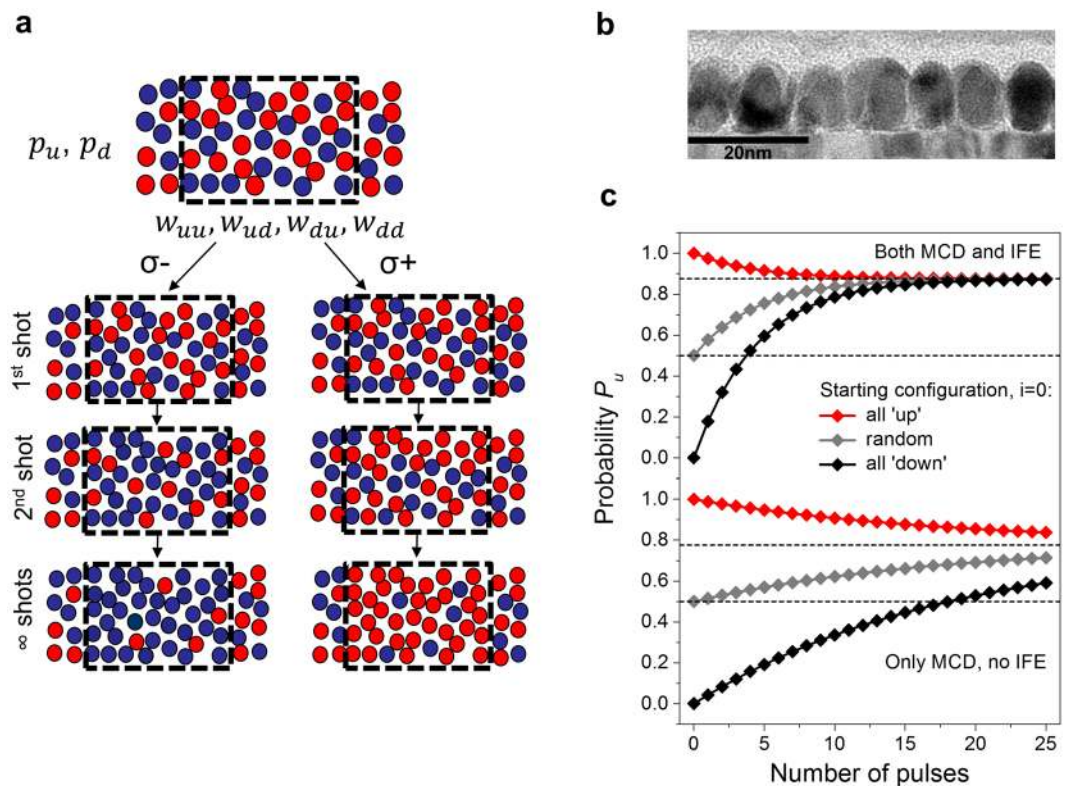 a
p_u, p_d
w_uu, w_ud, w_du, w_dd
σ-
σ+
1st shot
2nd shot
∞ shots
b
20nm
c
Both MCD and IFE
Starting configuration, i=0:
all 'up'
random
all 'down'
Only MCD, no IFE
Probability P_u
1.0
0.8
0.6
0.4
0.2
0.0
1.0
0.8
0.6
0.4
0.2
0.0
0
5
10
15
20
25
Number of pulses